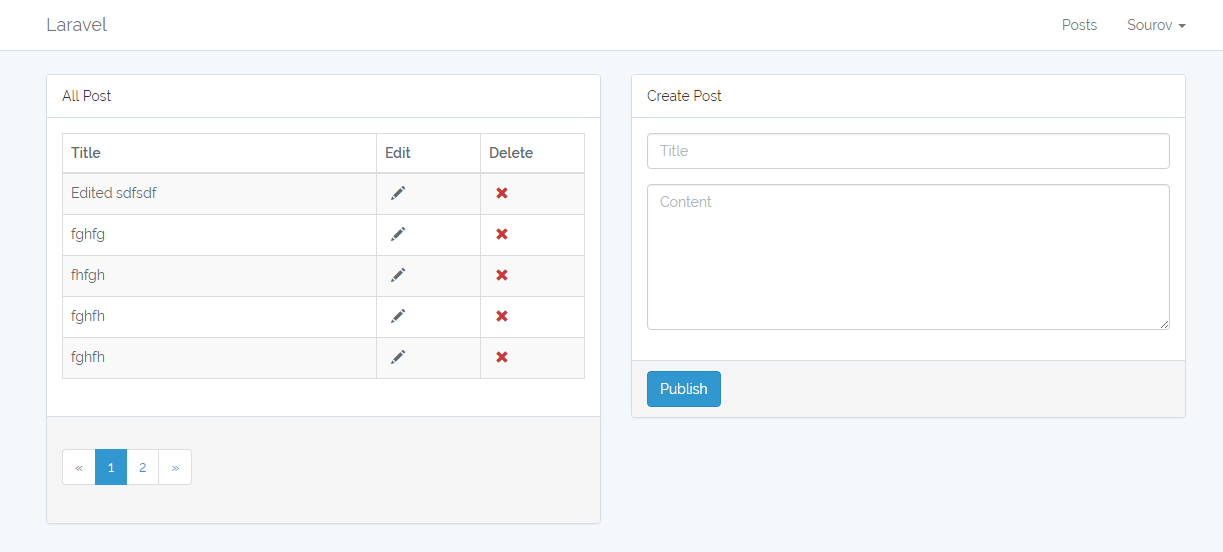 Laravel
Posts
Sourov
All Post
Title Edit Delete
Edited sdfsdf
fghfg
fhfgh
fghfh
fghfh
« 1 2 »
Create Post
Title
Content
Publish